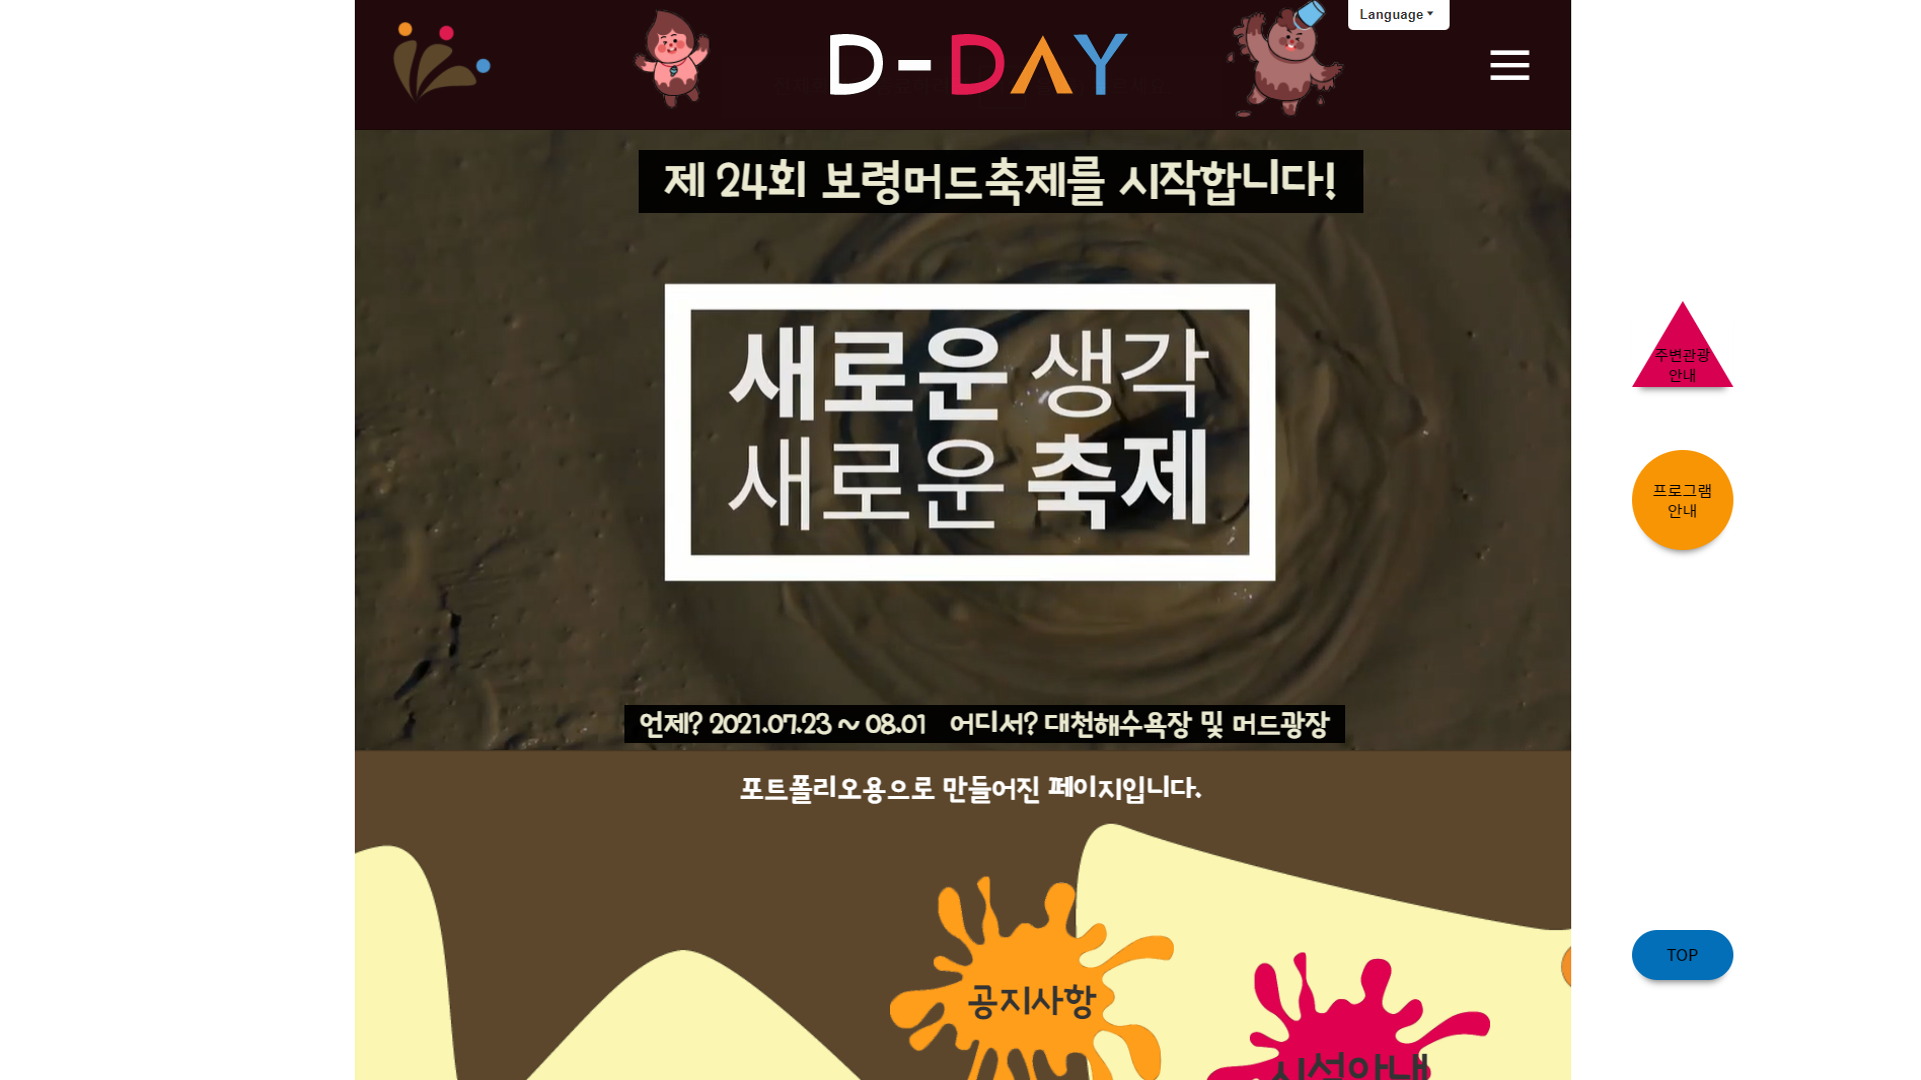 Language
D-DAY
제 24회 보령머드축제를 시작합니다!
새로운 생각
새로운 축제
주변관광
안내
프로그램
안내
언제? 2021.07.23 ~ 08.01 어디서? 대천해수욕장 및 머드광장
포트폴리오용으로 만들어진 페이지입니다.
TOP
공지사항
시설안내